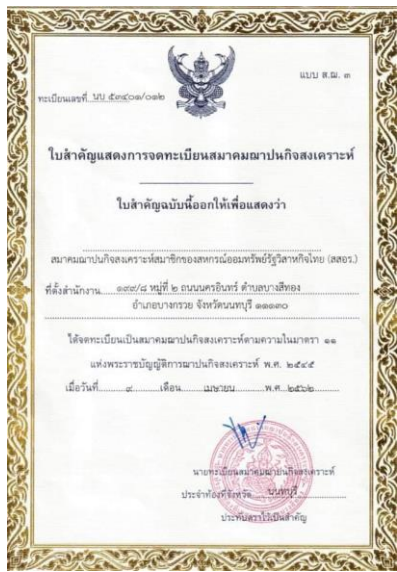 แบบ ส.ฌ. ๓
ทะเบียนเลขที่ นบ ๕๓๔๐๑/๐๑๒
ใบสำคัญแสดงการจดทะเบียนสมาคมฌาปนกิจสงเคราะห์
ใบสำคัญฉบับนี้ออกให้เพื่อแสดงว่า
สมาคมฌาปนกิจสงเคราะห์สมาชิกของสหกรณ์ออมทรัพย์รัฐวิสาหกิจไทย (สสอร.)
ที่ตั้งสำนักงาน ๑๙๙/๘ หมู่ที่ ๒ ถนนนครอินทร์ ตำบลบางสีทอง
อำเภอบางกรวย จังหวัดนนทบุรี ๑๑๑๓๐
ได้จดทะเบียนเป็นสมาคมฌาปนกิจสงเคราะห์ตามความในมาตรา ๑๑
แห่งพระราชบัญญัติการฌาปนกิจสงเคราะห์ พ.ศ. ๒๕๔๕
เมื่อวันที่ ๙ เดือน เมษายน พ.ศ. ๒๕๖๒
นายทะเบียนสมาคมฌาปนกิจสงเคราะห์
ประจำท้องที่จังหวัด นนทบุรี
ประทับตราไว้เป็นสำคัญ